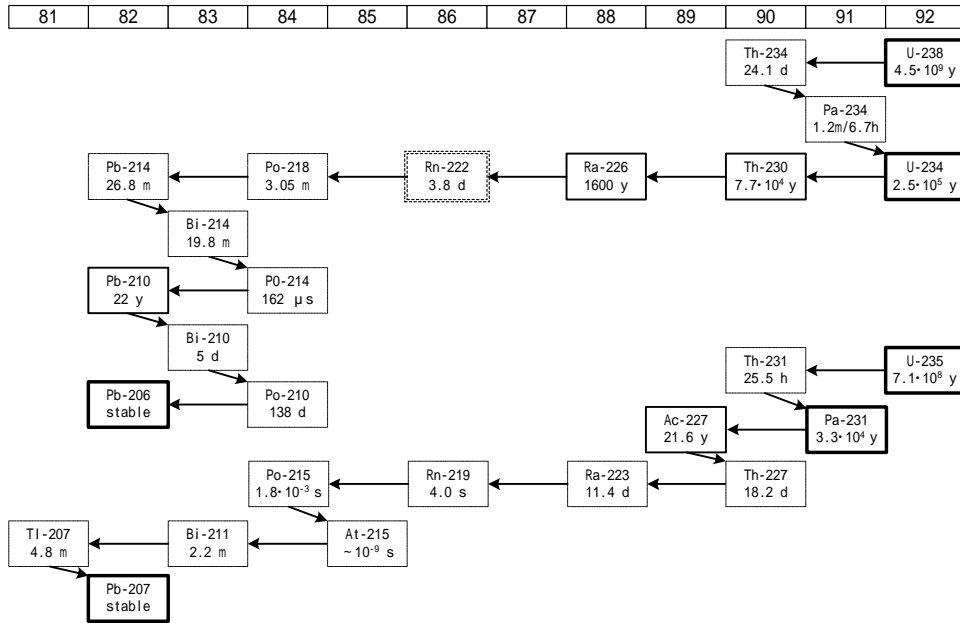 81 82 83 84 85 86 87 88 89 90 91 92
Th-234 U-238
24.1 d 4.5·10⁹ y
Pa-234
1.2m/6.7h
Pb-214 Po-218 Rn-222 Ra-226 Th-230 U-234
26.8 m 3.05 m 3.8 d 1600 y 7.7·10⁴ y 2.5·10⁵ y
Bi-214
19.8 m
Pb-210 P0-214
22 y 162 µs
Bi-210 Th-231 U-235
5 d 25.5 h 7.1·10⁸ y
Pb-206 Po-210
stable 138 d
Ac-227 Pa-231
21.6 y 3.3·10⁴ y
Po-215 Rn-219 Ra-223 Th-227
1.8·10⁻³ s 4.0 s 11.4 d 18.2 d
Tl-207 Bi-211 At-215
4.8 m 2.2 m ~10⁻⁹ s
Pb-207
stable